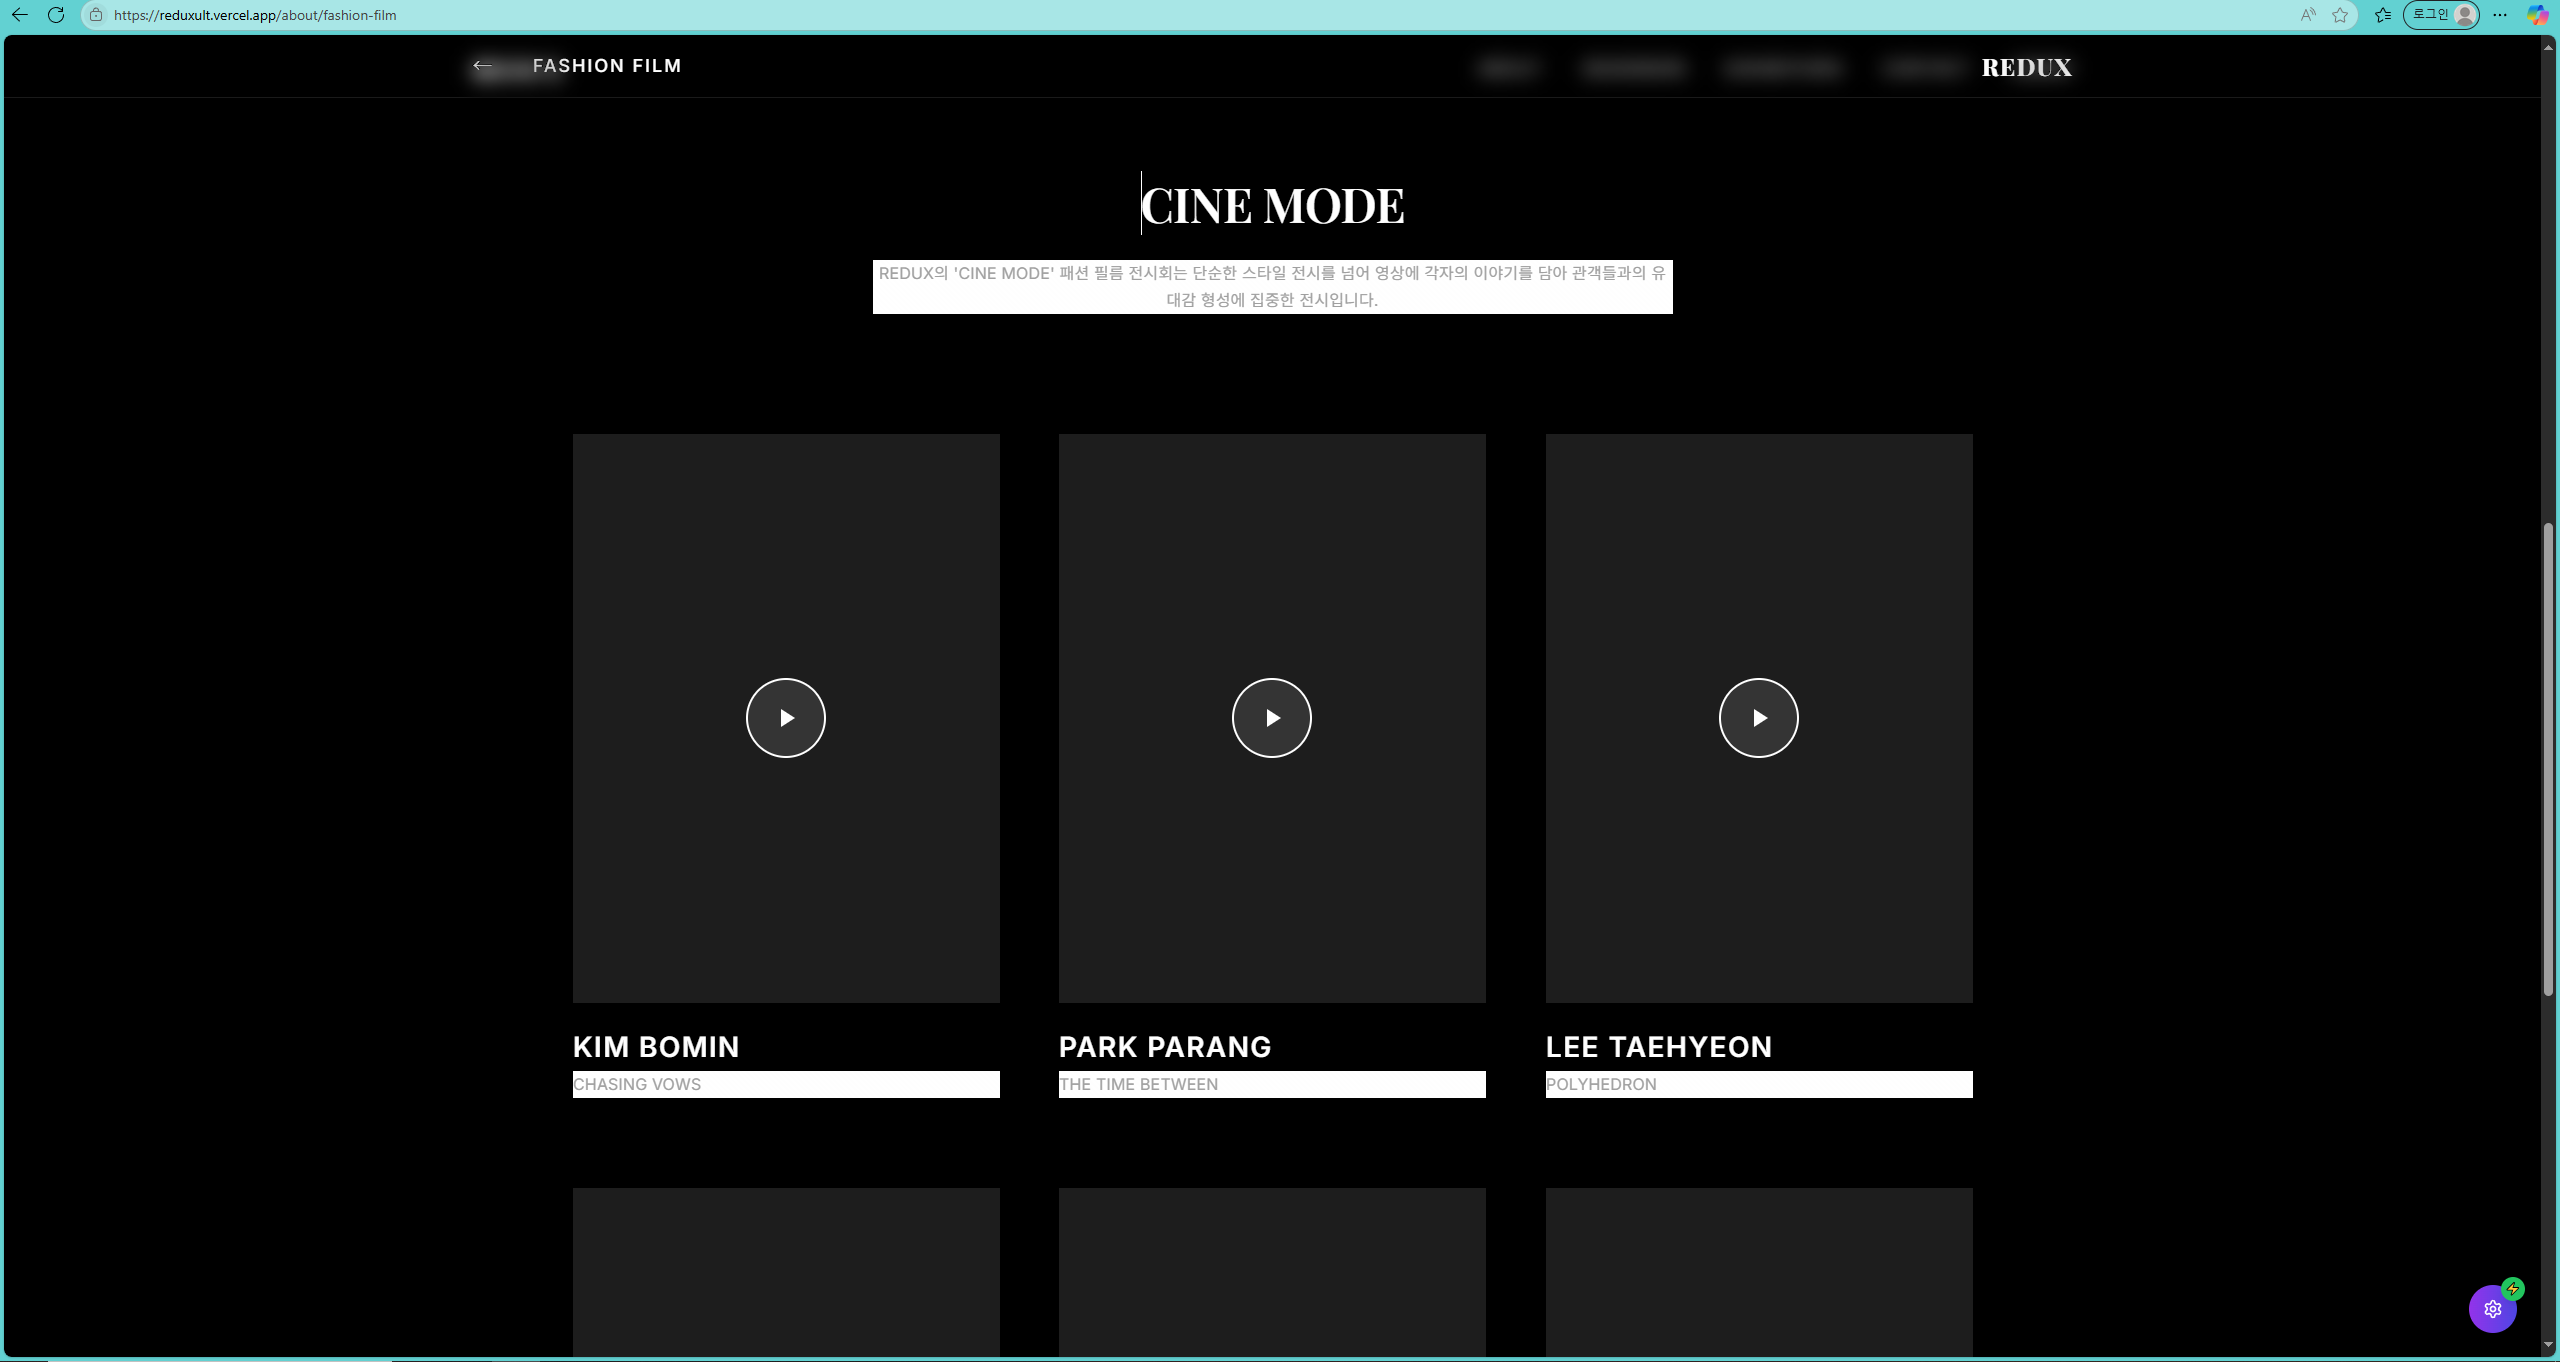 https://reduxult.vercel.app/about/fashion-film
로그인
FASHION FILM
REDUX
CINE MODE
REDUX의 'CINE MODE' 패션 필름 전시회는 단순한 스타일 전시를 넘어 영상에 각자의 이야기를 담아 관객들과의 유
대감 형성에 집중한 전시입니다.
KIM BOMIN
CHASING VOWS
PARK PARANG
THE TIME BETWEEN
LEE TAEHYEON
POLYHEDRON